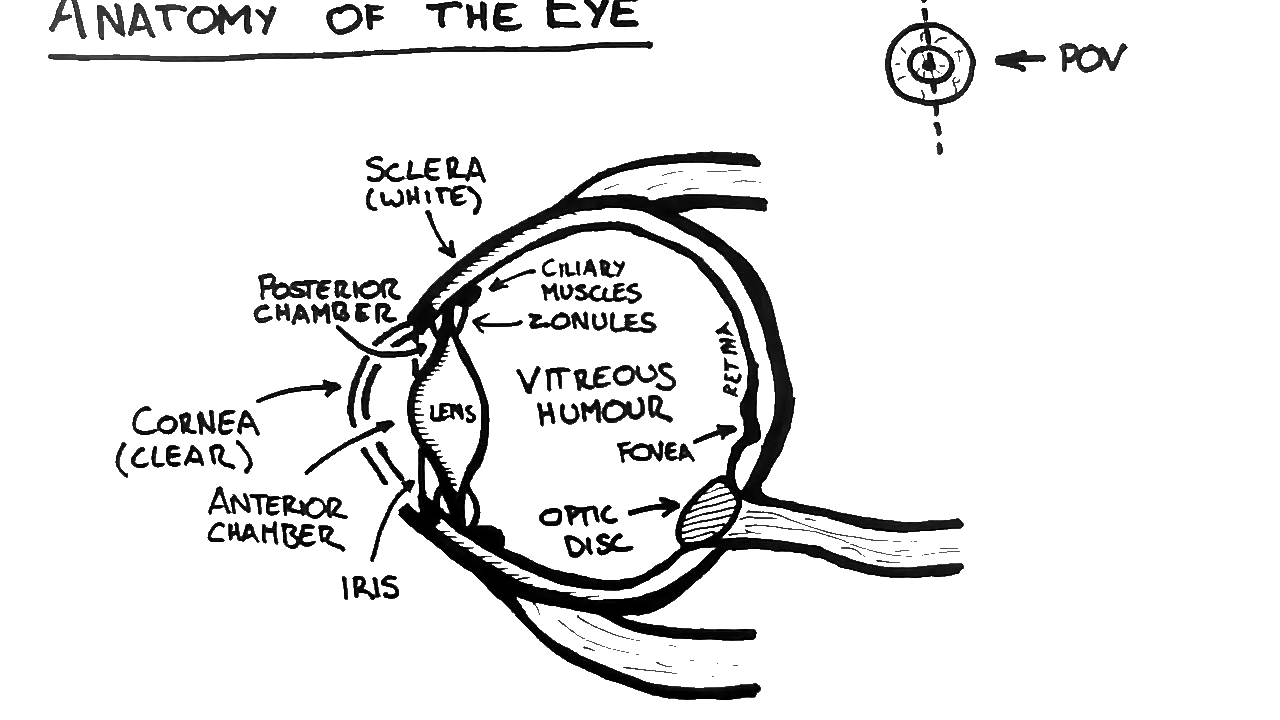 ANATOMY OF THE EYE
POV
SCLERA
(WHITE)
CILIARY
MUSCLES
POSTERIOR
CHAMBER
ZONULES
RETINA
VITREOUS
HUMOUR
LENS
CORNEA
(CLEAR)
FOVEA
ANTERIOR
CHAMBER
OPTIC
DISC
IRIS